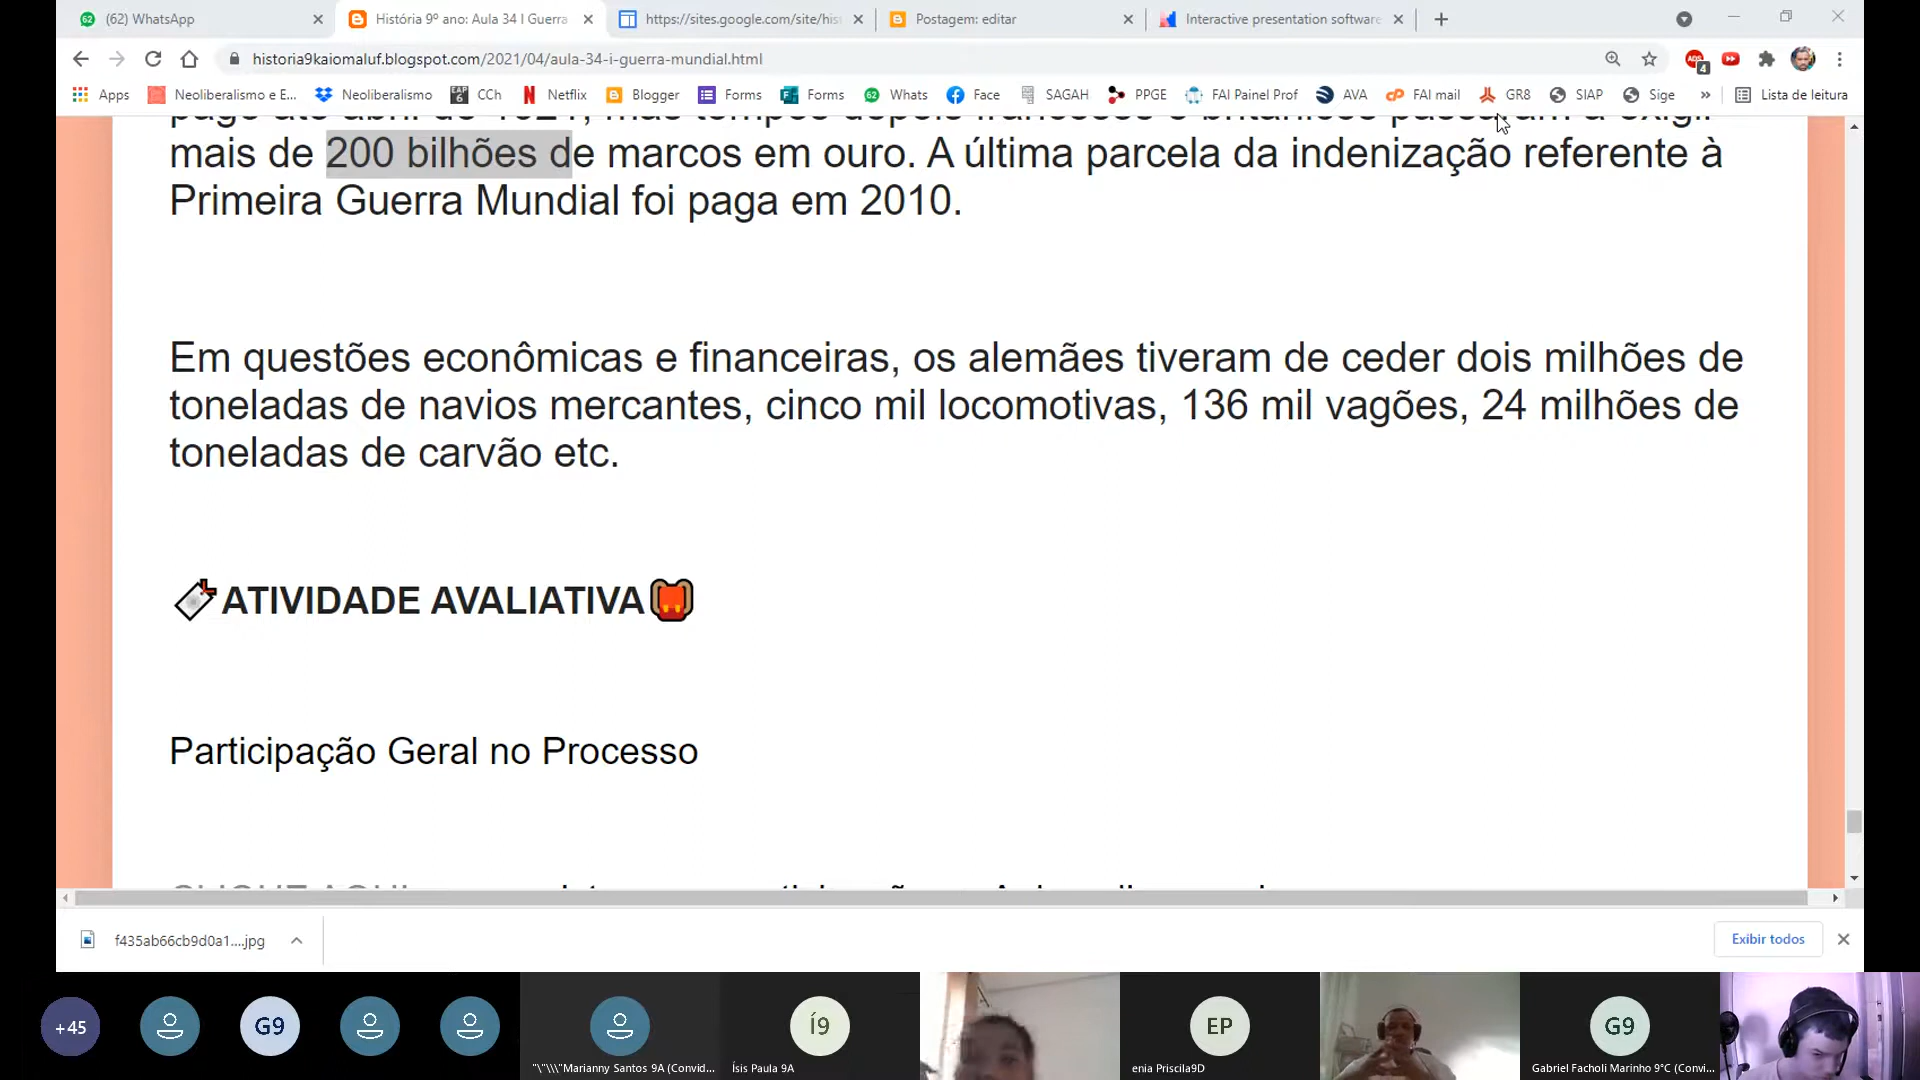 (62) WhatsApp
História 9º ano: Aula 34 I Guerra
https://sites.google.com/site/his
Postagem: editar
Interactive presentation software
historia9kaiomaluf.blogspot.com/2021/04/aula-34-i-guerra-mundial.html
4
Apps
Neoliberalismo e E...
Neoliberalismo
CCh
Netflix
Blogger
Forms
Forms
62
Whats
Face
SAGAH
PPGE
FAI Painel Prof
AVA
FAI mail
GR8
SIAP
Sige
»
Lista de leitura
mais de 200 bilhões de marcos em ouro. A última parcela da indenização referente à
Primeira Guerra Mundial foi paga em 2010.
Em questões econômicas e financeiras, os alemães tiveram de ceder dois milhões de
toneladas de navios mercantes, cinco mil locomotivas, 136 mil vagões, 24 milhões de
toneladas de carvão etc.
ATIVIDADE AVALIATIVA
Participação Geral no Processo
f435ab66cb9d0a1....jpg
Exibir todos
+45
G9
Í9
EP
G9
"\"\\\"Marianny Santos 9A (Convid...
Ísis Paula 9A
enia Priscila9D
Gabriel Facholi Marinho 9°C (Convi...